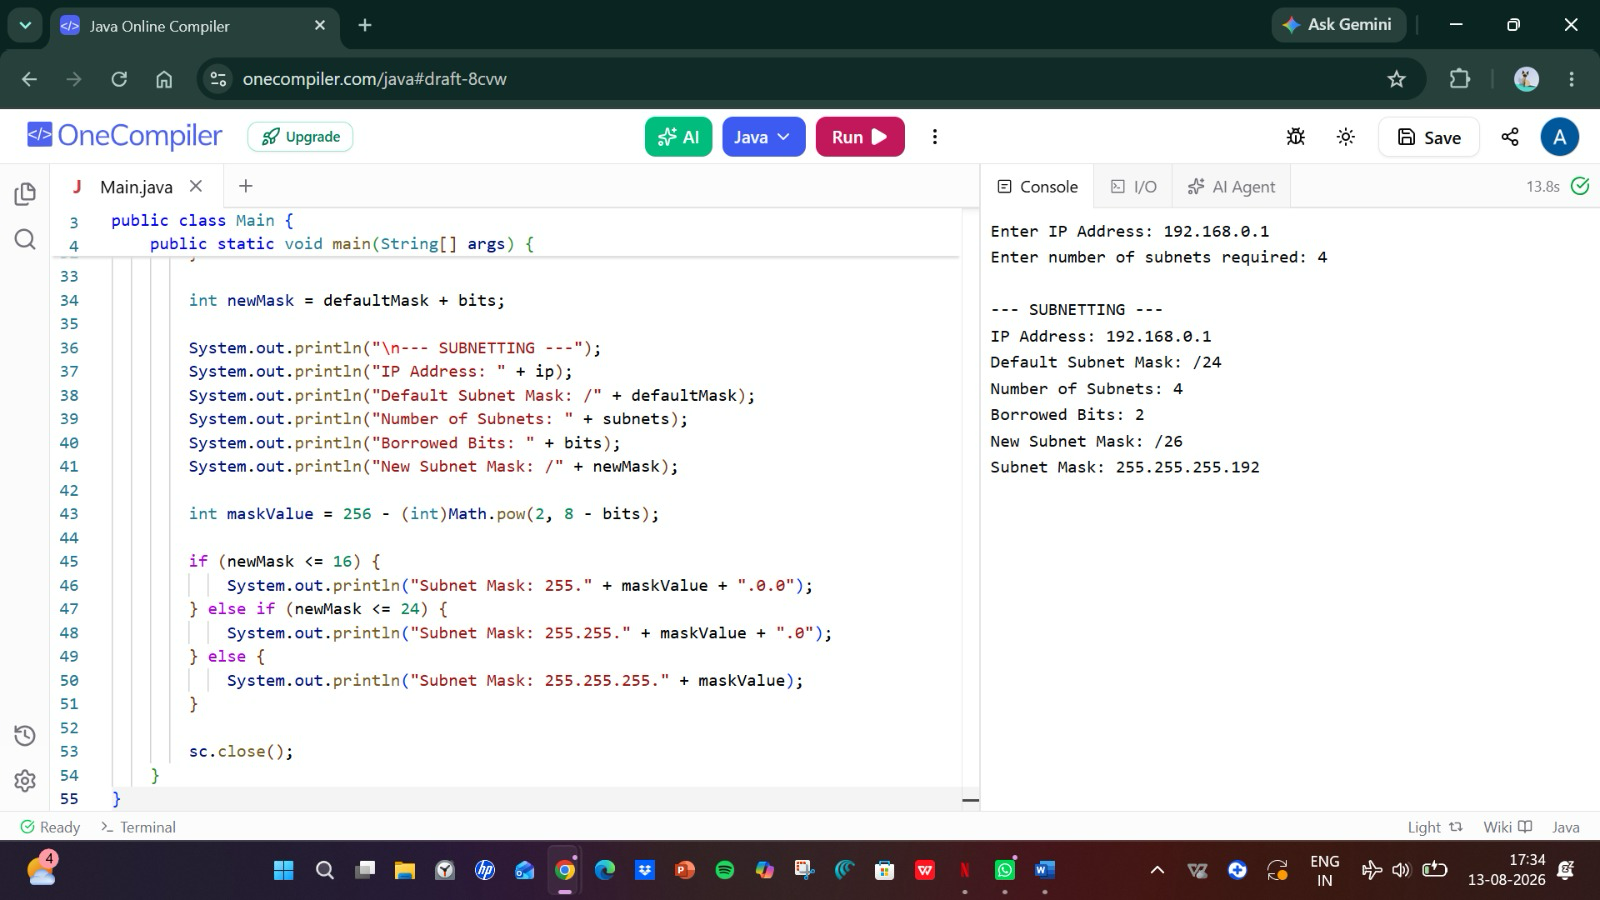 Java Online Compiler
Ask Gemini
onecompiler.com/java#draft-8cvw
OneCompiler
Upgrade
AI
Java
Run
Save
A
J Main.java
3 public class Main {
4 public static void main(String[] args) {
33
34 int newMask = defaultMask + bits;
35
36 System.out.println("\n--- SUBNETTING ---");
37 System.out.println("IP Address: " + ip);
38 System.out.println("Default Subnet Mask: /" + defaultMask);
39 System.out.println("Number of Subnets: " + subnets);
40 System.out.println("Borrowed Bits: " + bits);
41 System.out.println("New Subnet Mask: /" + newMask);
42
43 int maskValue = 256 - (int)Math.pow(2, 8 - bits);
44
45 if (newMask <= 16) {
46 System.out.println("Subnet Mask: 255." + maskValue + ".0.0");
47 } else if (newMask <= 24) {
48 System.out.println("Subnet Mask: 255.255." + maskValue + ".0");
49 } else {
50 System.out.println("Subnet Mask: 255.255.255." + maskValue);
51 }
52
53 sc.close();
54 }
55 }
Console
I/O
AI Agent
13.8s
Enter IP Address: 192.168.0.1
Enter number of subnets required: 4
--- SUBNETTING ---
IP Address: 192.168.0.1
Default Subnet Mask: /24
Number of Subnets: 4
Borrowed Bits: 2
New Subnet Mask: /26
Subnet Mask: 255.255.255.192
Ready
Terminal
Light
Wiki
Java
4
ENG
IN
17:34
13-08-2026